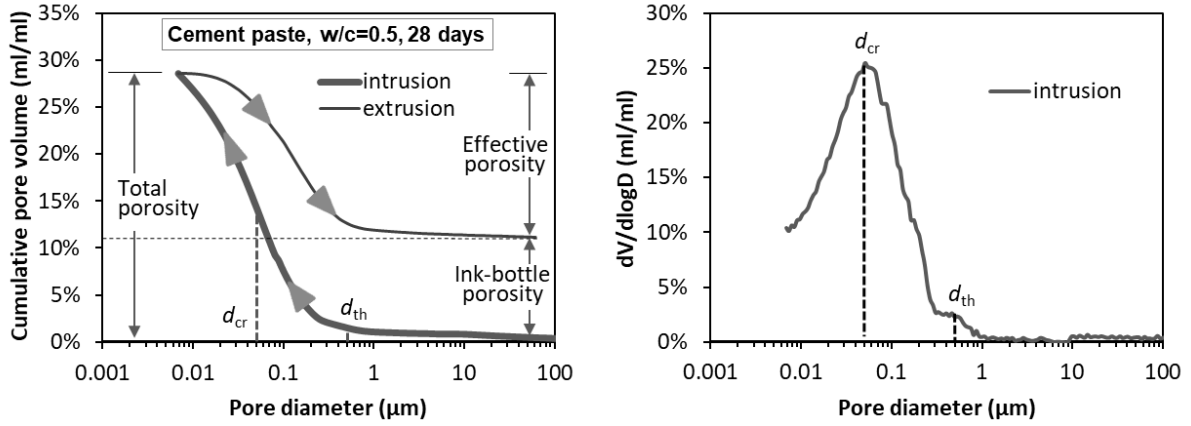 Cement paste, w/c=0.5, 28 days
intrusion
extrusion
Cumulative pore volume (ml/ml)
35%
30%
25%
20%
15%
10%
5%
0%
Total
porosity
Effective
porosity
Ink-bottle
porosity
dcr
dth
0.001
0.01
0.1
1
10
100
Pore diameter (µm)
dV/dlogD (ml/ml)
30%
25%
20%
15%
10%
5%
0%
dcr
intrusion
dth
0.001
0.01
0.1
1
10
100
Pore diameter (µm)